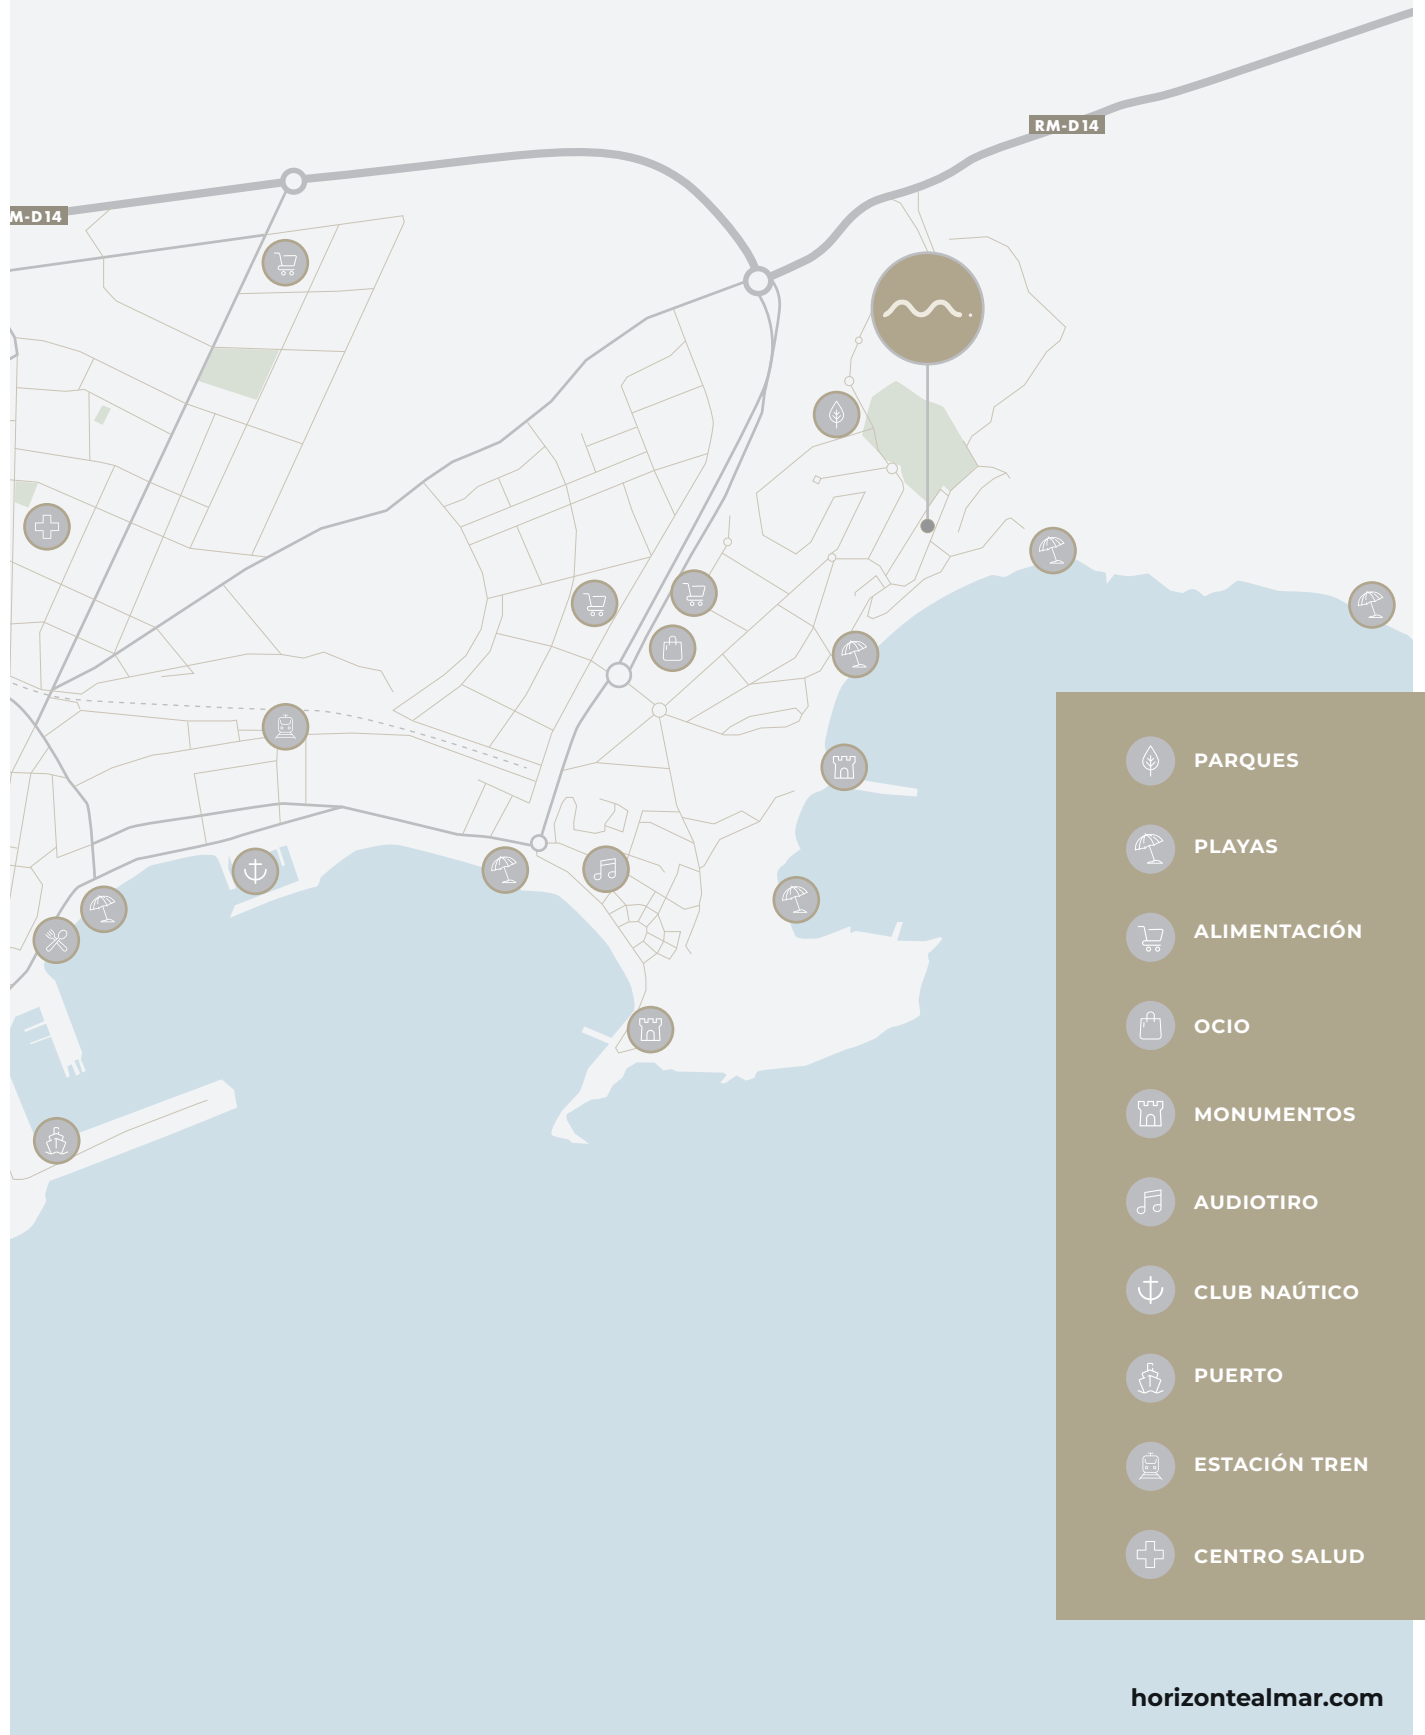 RM-D14
M-D14
PARQUES
PLAYAS
ALIMENTACIÓN
OCIO
MONUMENTOS
AUDIOTIRO
CLUB NAÚTICO
PUERTO
ESTACIÓN TREN
CENTRO SALUD
horizontealmar.com